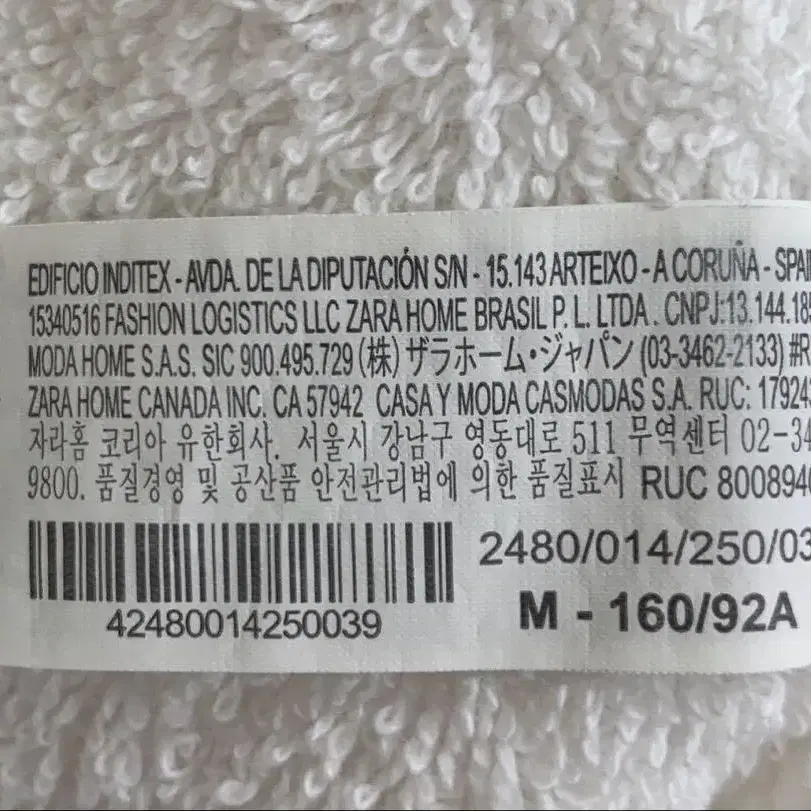 EDIFICIO INDITEX - AVDA. DE LA DIPUTACIÓN S/N - 15.143 ARTEIXO - A CORUÑA - SPAI
15340516 FASHION LOGISTICS LLC ZARA HOME BRASIL P. L. LTDA. CNPJ:13.144.18
MODA HOME S.A.S. SIC 900.495.729 (株) ザラホーム・ジャパン (03-3462-2133) #R
ZARA HOME CANADA INC. CA 57942 CASA Y MODA CASMODAS S.A. RUC: 17924
자라홈 코리아 유한회사. 서울시 강남구 영동대로 511 무역센터 02-34
9800. 품질경영 및 공산품 안전관리법에 의한 품질표시 RUC 8008940
2480/014/250/03
42480014250039
M - 160/92A